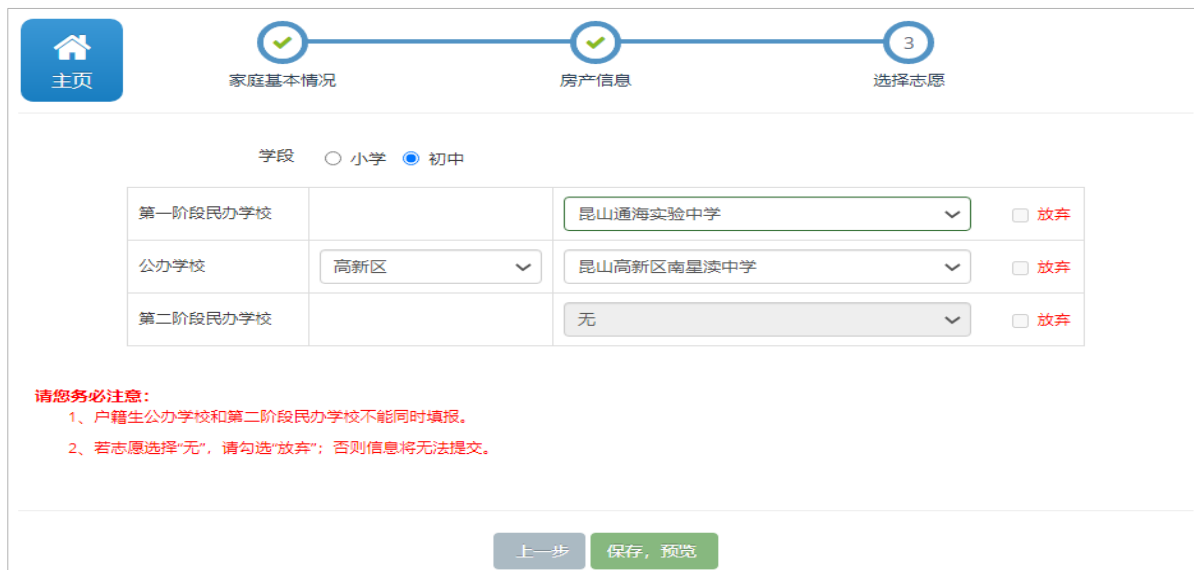 主页
3
家庭基本情况
房产信息
选择志愿
学段 小学 初中
第一阶段民办学校 昆山通海实验中学 放弃
公办学校 高新区 昆山高新区南星渎中学 放弃
第二阶段民办学校 无 放弃
请您务必注意：
1、户籍生公办学校和第二阶段民办学校不能同时填报。
2、若志愿选择“无”，请勾选“放弃”；否则信息将无法提交。
上一步 保存，预览